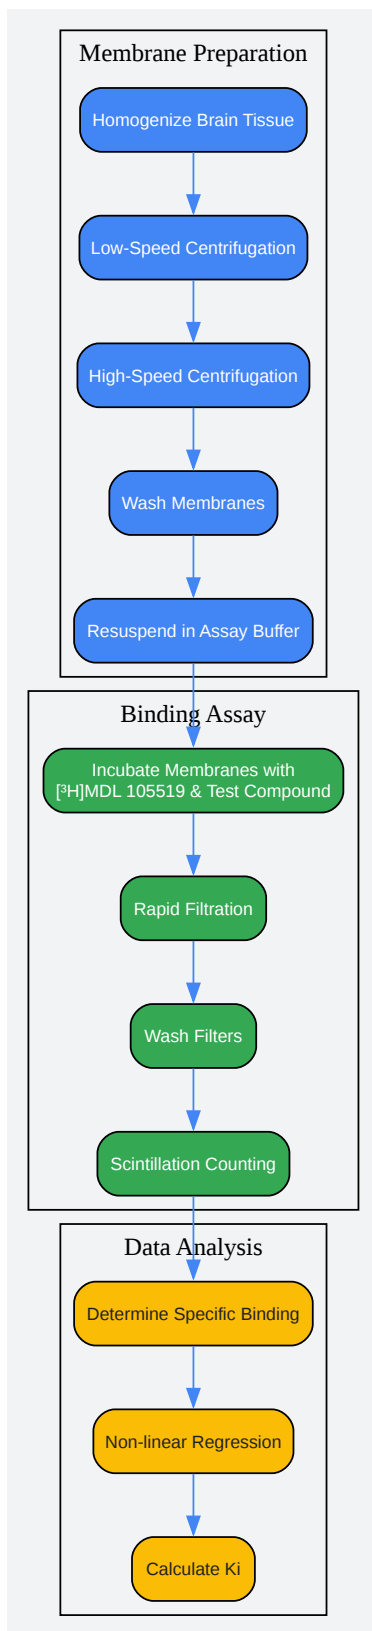 Membrane Preparation
Homogenize Brain Tissue
Low-Speed Centrifugation
High-Speed Centrifugation
Wash Membranes
Resuspend in Assay Buffer
Binding Assay
Incubate Membranes with
[³H]MDL 105519 & Test Compound
Rapid Filtration
Wash Filters
Scintillation Counting
Data Analysis
Determine Specific Binding
Non-linear Regression
Calculate Ki